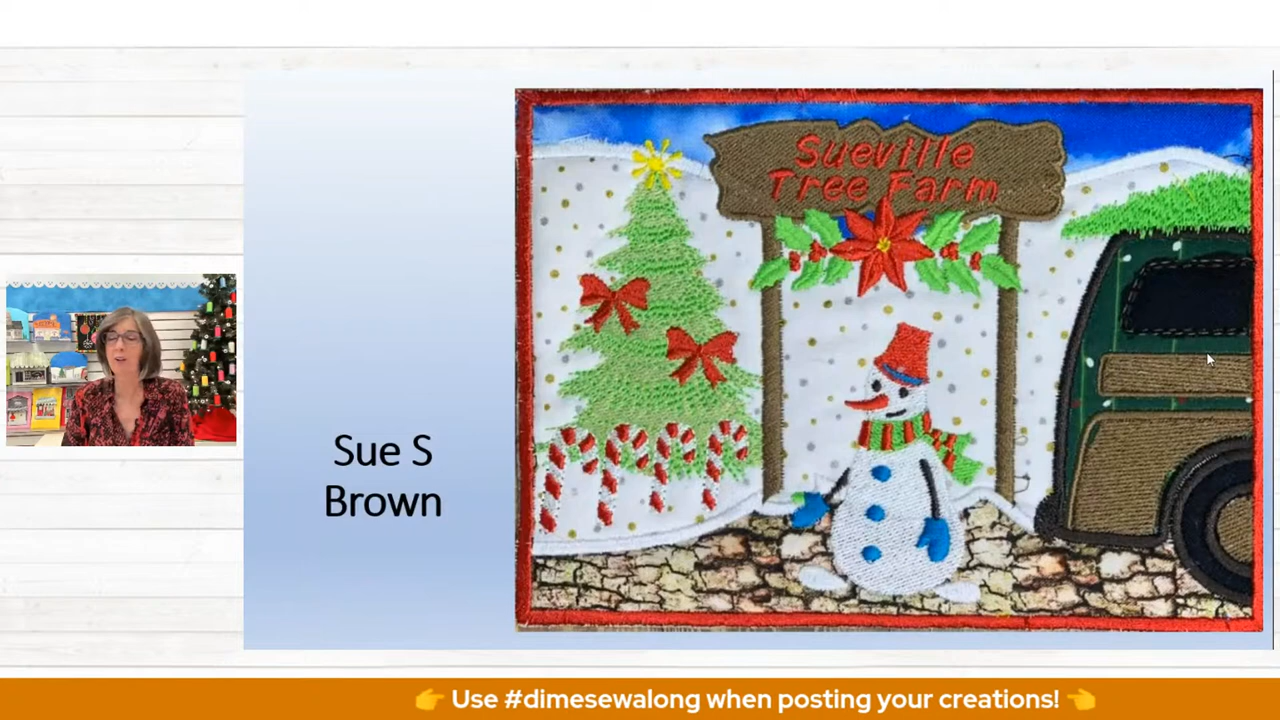 Sueville
Tree Farm
Sue S
Brown
👉 Use #dimesewalong when posting your creations! 👈